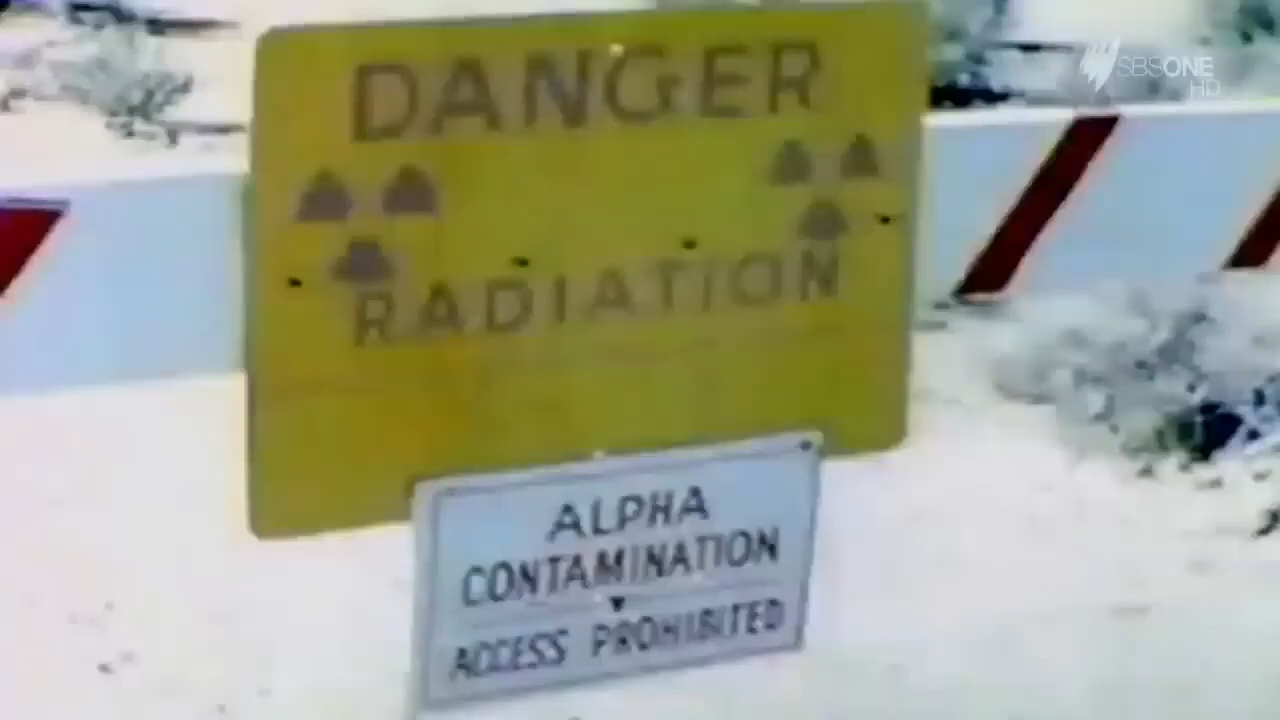 SBS ONE
HD
DANGER
RADIATION
ALPHA
CONTAMINATION
ACCESS PROHIBITED